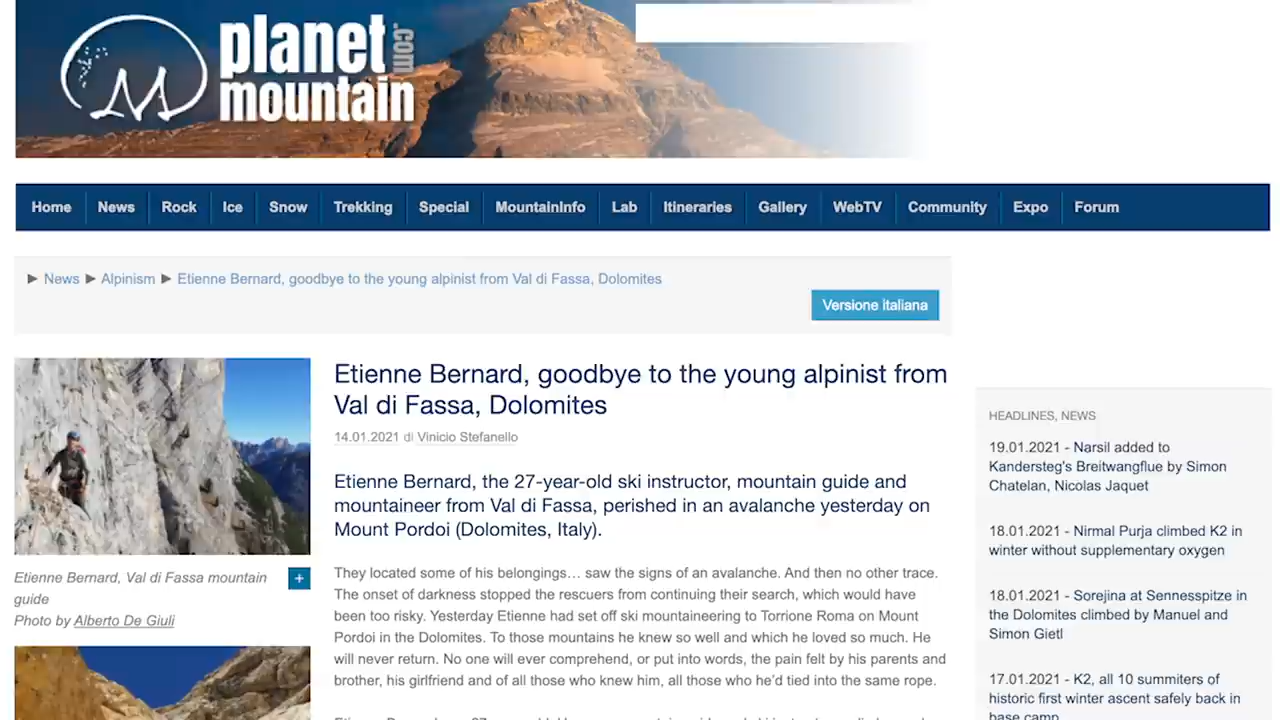 planet
.com
mountain
Home News Rock Ice Snow Trekking Special MountainInfo Lab Itineraries Gallery WebTV Community Expo Forum
▶ News ▶ Alpinism ▶ Etienne Bernard, goodbye to the young alpinist from Val di Fassa, Dolomites
Versione italiana
Etienne Bernard, Val di Fassa mountain
guide
Photo by Alberto De Giuli
+
Etienne Bernard, goodbye to the young alpinist from
Val di Fassa, Dolomites
14.01.2021 di Vinicio Stefanello
Etienne Bernard, the 27-year-old ski instructor, mountain guide and
mountaineer from Val di Fassa, perished in an avalanche yesterday on
Mount Pordoi (Dolomites, Italy).
They located some of his belongings… saw the signs of an avalanche. And then no other trace.
The onset of darkness stopped the rescuers from continuing their search, which would have
been too risky. Yesterday Etienne had set off ski mountaineering to Torrione Roma on Mount
Pordoi in the Dolomites. To those mountains he knew so well and which he loved so much. He
will never return. No one will ever comprehend, or put into words, the pain felt by his parents and
brother, his girlfriend and of all those who knew him, all those who he'd tied into the same rope.
HEADLINES, NEWS
19.01.2021 - Narsil added to
Kandersteg's Breitwangflue by Simon
Chatelan, Nicolas Jaquet
18.01.2021 - Nirmal Purja climbed K2 in
winter without supplementary oxygen
18.01.2021 - Sorejina at Sennesspitze in
the Dolomites climbed by Manuel and
Simon Gietl
17.01.2021 - K2, all 10 summiters of
historic first winter ascent safely back in
base camp